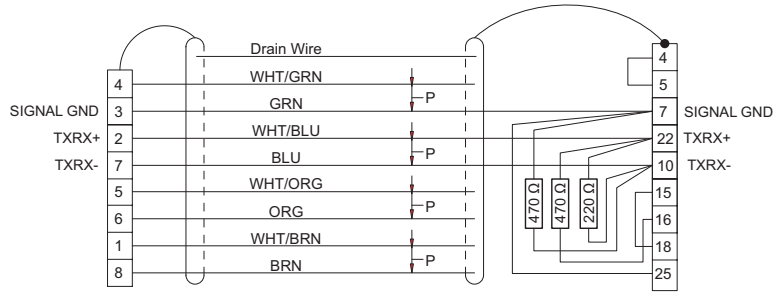 Drain Wire
4 WHT/GRN 4
P 5
SIGNAL GND 3 GRN 7 SIGNAL GND
TXRX+ 2 WHT/BLU 22 TXRX+
P
TXRX- 7 BLU 10 TXRX-
5 WHT/ORG 15
P 470 Ω 470 Ω 220 Ω
6 ORG 16
1 WHT/BRN 18
P
8 BRN 25